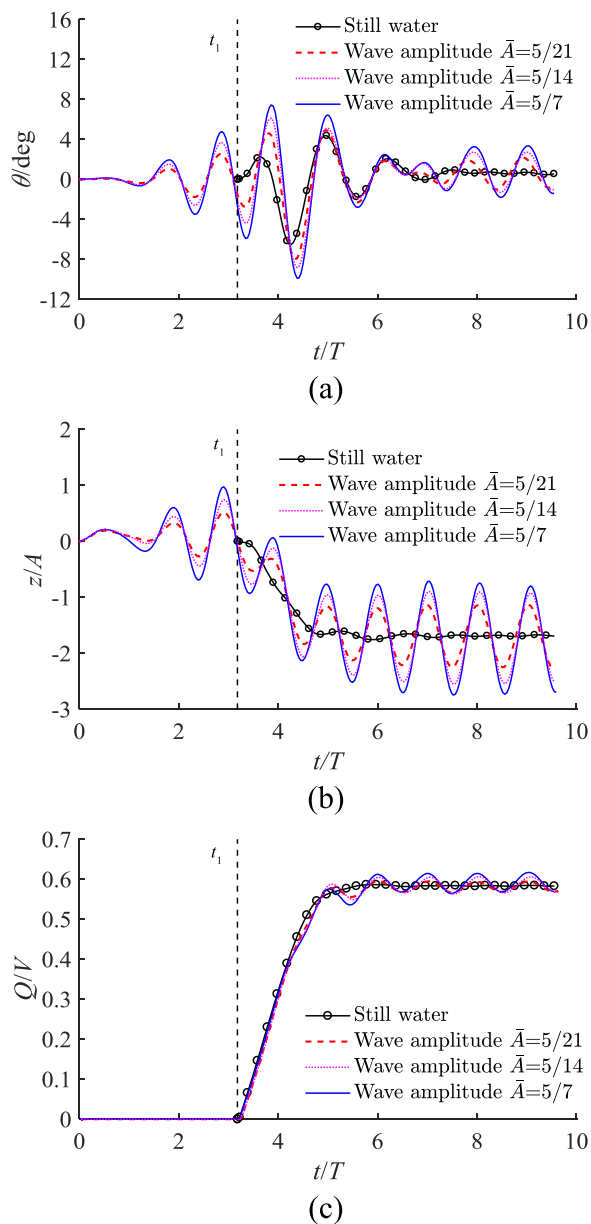 16
12
8
4
0
-4
-8
-12
θ/deg
t₁
Still water
Wave amplitude Ā=5/21
Wave amplitude Ā=5/14
Wave amplitude Ā=5/7
0 2 4 6 8 10
t/T
(a)
2
1
0
-1
-2
-3
z/A
t₁
Still water
Wave amplitude Ā=5/21
Wave amplitude Ā=5/14
Wave amplitude Ā=5/7
0 2 4 6 8 10
t/T
(b)
0.7
0.6
0.5
0.4
0.3
0.2
0.1
0
Q/V
t₁
Still water
Wave amplitude Ā=5/21
Wave amplitude Ā=5/14
Wave amplitude Ā=5/7
0 2 4 6 8 10
t/T
(c)